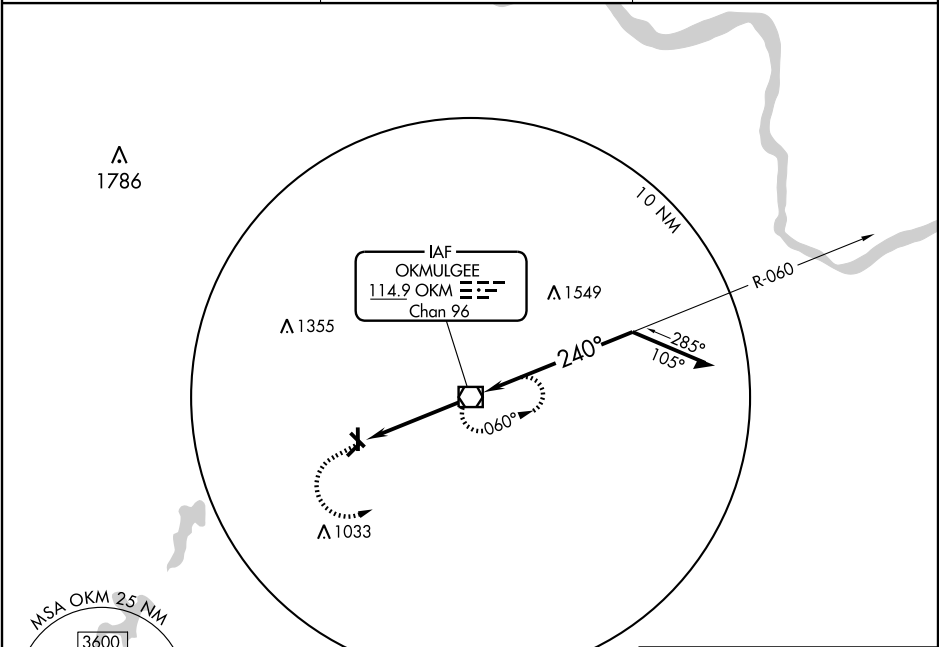 1786
10 NM
IAF
OKMULGEE
114.9 OKM
Chan 96
1549
R-060
1355
285°
240°
105°
060°
1033
MSA OKM 25 NM
3600